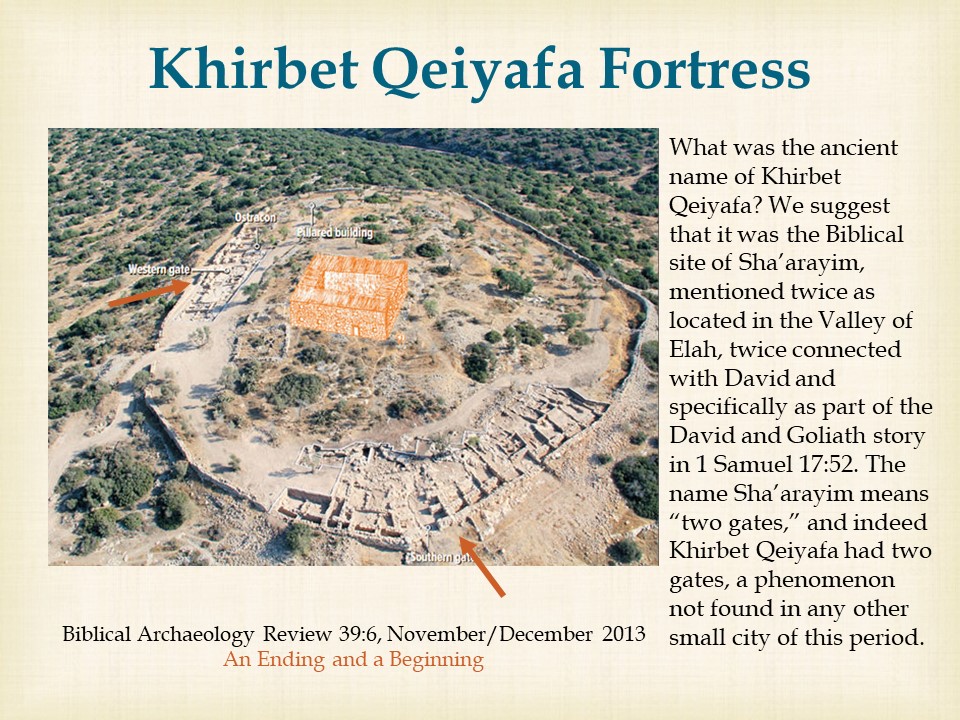 Khirbet Qeiyafa Fortress
Ostracon
Pillared building
Western gate
Southern gate
What was the ancient
name of Khirbet
Qeiyafa? We suggest
that it was the Biblical
site of Sha’arayim,
mentioned twice as
located in the Valley of
Elah, twice connected
with David and
specifically as part of the
David and Goliath story
in 1 Samuel 17:52. The
name Sha’arayim means
“two gates,” and indeed
Khirbet Qeiyafa had two
gates, a phenomenon
not found in any other
small city of this period.
Biblical Archaeology Review 39:6, November/December 2013
An Ending and a Beginning